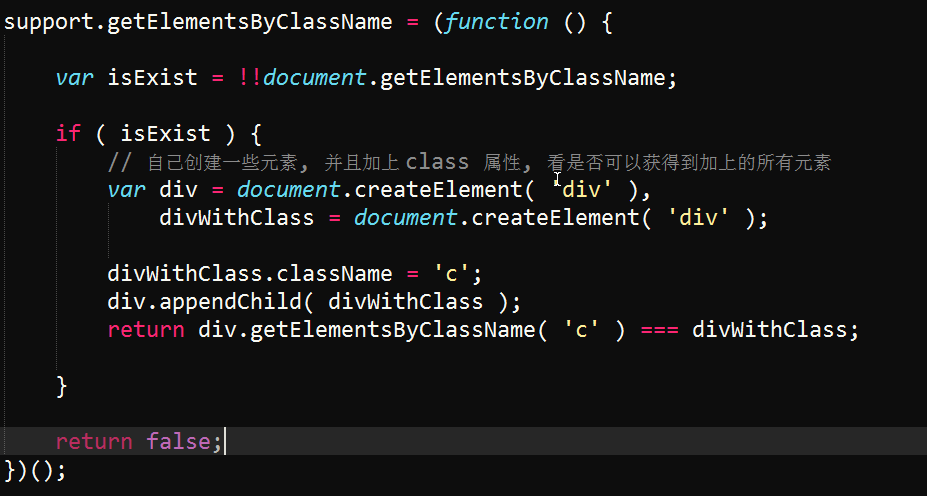 support.getElementsByClassName = (function () {
var isExist = !!document.getElementsByClassName;
if ( isExist ) {
// 自己创建一些元素, 并且加上 class 属性, 看是否可以获得到加上的所有元素
var div = document.createElement( 'div' ),
divWithClass = document.createElement( 'div' );
divWithClass.className = 'c';
div.appendChild( divWithClass );
return div.getElementsByClassName( 'c' ) === divWithClass;
}
return false;
})();